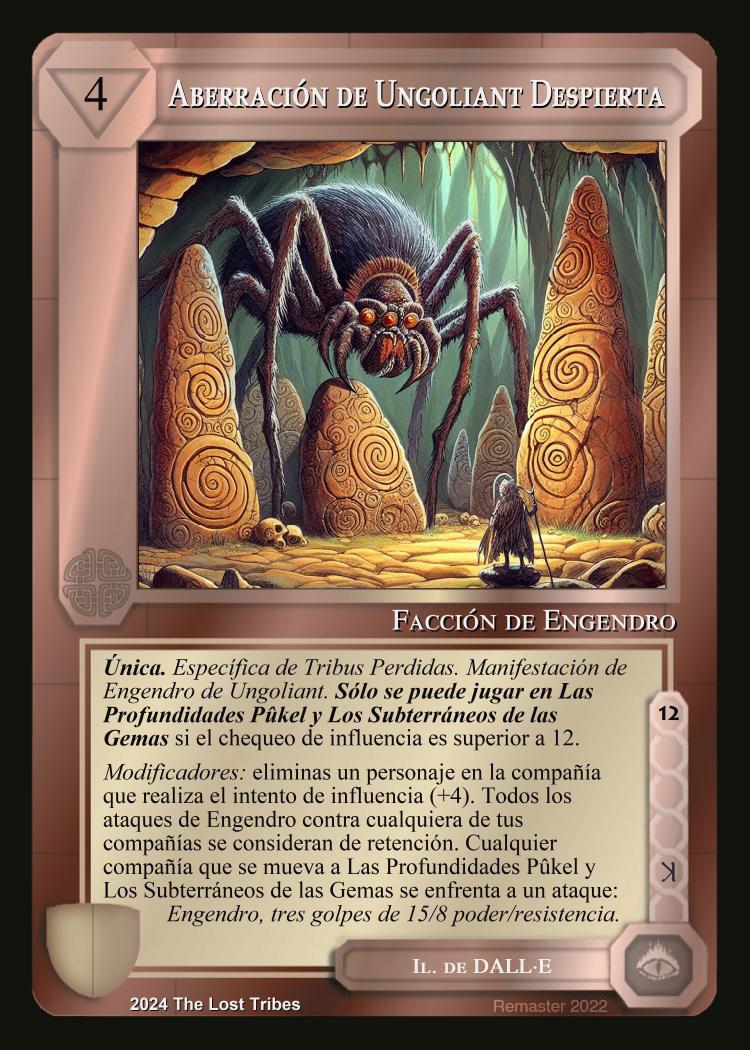 4
Aberración de Ungoliant Despierta
Facción de Engendro
Única. Específica de Tribus Perdidas. Manifestación de
Engendro de Ungoliant. Sólo se puede jugar en Las
Profundidades Pûkel y Los Subterráneos de las
Gemas si el chequeo de influencia es superior a 12.
12
Modificadores: eliminas un personaje en la compañía
que realiza el intento de influencia (+4). Todos los
ataques de Engendro contra cualquiera de tus
compañías se consideran de retención. Cualquier
compañía que se mueva a Las Profundidades Pûkel y
Los Subterráneos de las Gemas se enfrenta a un ataque:
Engendro, tres golpes de 15/8 poder/resistencia.
Il. de DALL·E
2024 The Lost Tribes
Remaster 2022